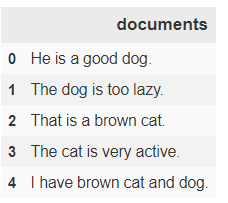 documents
0 He is a good dog.
1 The dog is too lazy.
2 That is a brown cat.
3 The cat is very active.
4 I have brown cat and dog.